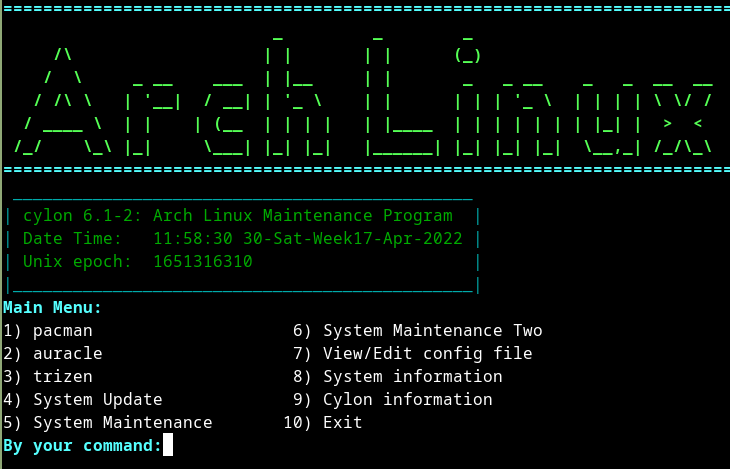 Arch Linux
cylon 6.1-2: Arch Linux Maintenance Program
Date Time:   11:58:30 30-Sat-Week17-Apr-2022
Unix epoch:  1651316310
Main Menu:
1) pacman                    6) System Maintenance Two
2) auracle                   7) View/Edit config file
3) trizen                    8) System information
4) System Update             9) Cylon information
5) System Maintenance       10) Exit
By your command: